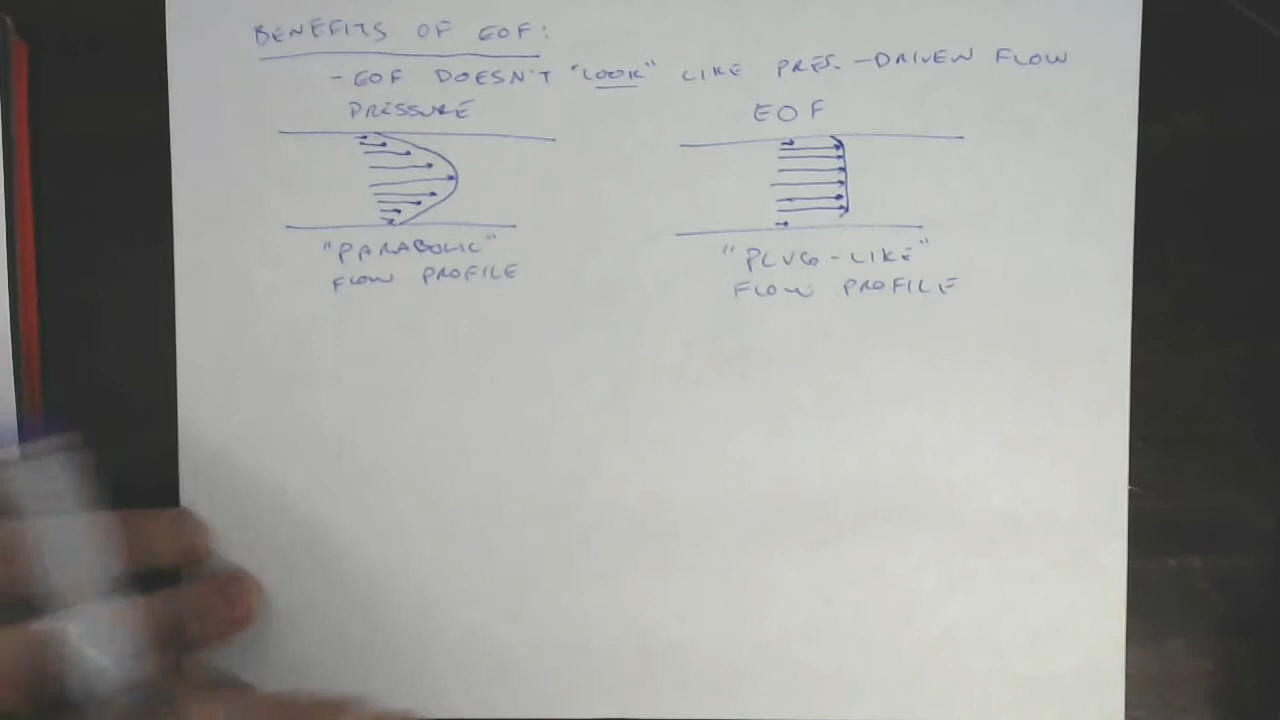 BENEFITS OF EOF:
- EOF DOESN'T "LOOK" LIKE PRES. - DRIVEN FLOW
PRESSURE
EOF
"PARABOLIC"
FLOW PROFILE
"PLUG - LIKE"
FLOW PROFILE